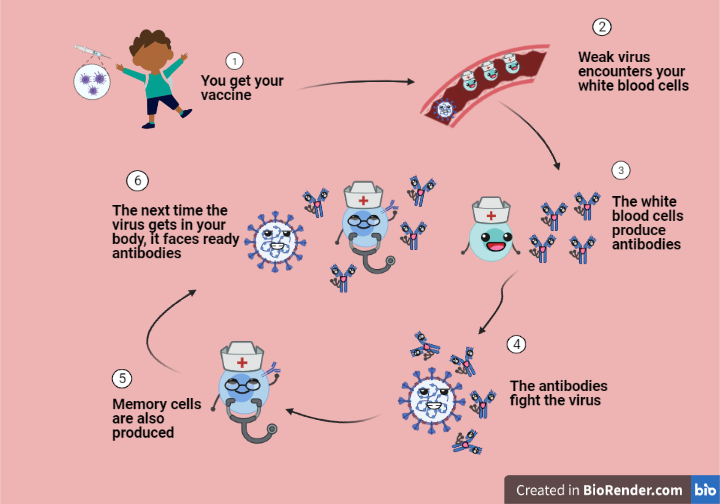 1
You get your
vaccine
2
Weak virus
encounters your
white blood cells
3
The white
blood cells
produce
antibodies
4
The antibodies
fight the virus
5
Memory cells
are also
produced
6
The next time the
virus gets in your
body, it faces ready
antibodies
Created in BioRender.com bio